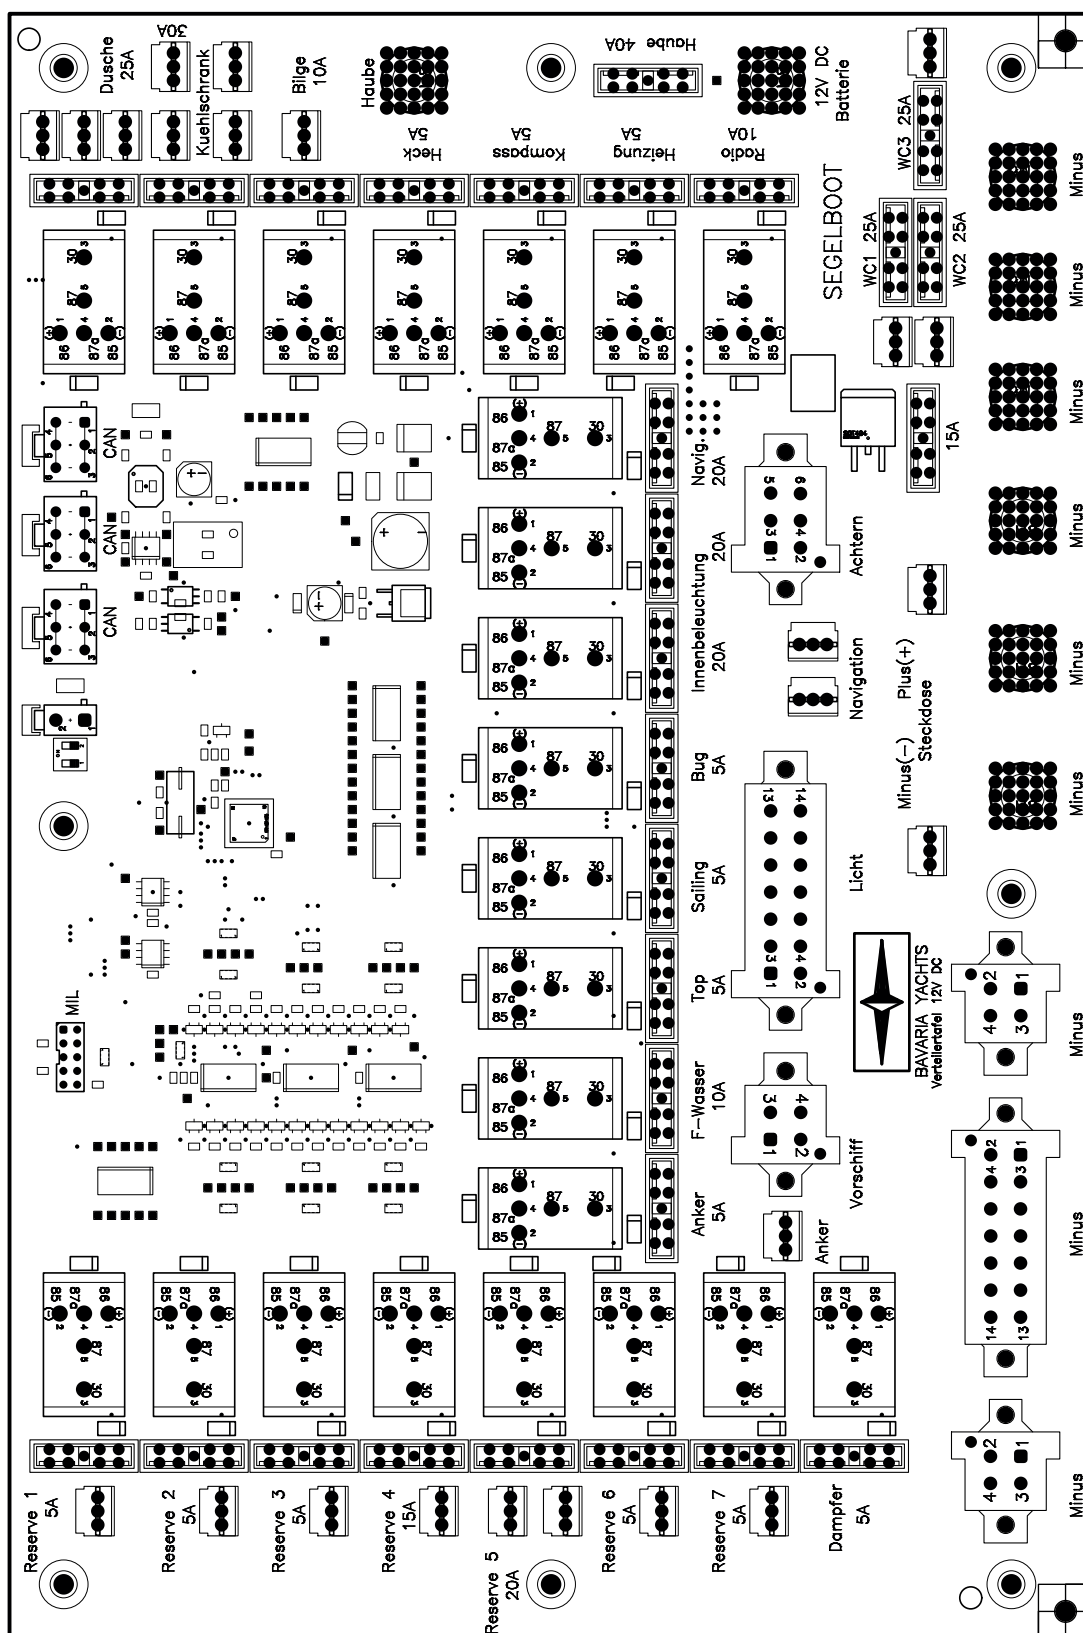 Dusche
25A
30A
Kuehlschrank
Bilge
10A
Haube
Haube 40A
12V DC
Batterie
Heck
5A
Kompass
5A
Heizung
5A
Radio
10A
SEGELBOOT
WC3 25A
WC1 25A
WC2 25A
15A
Minus
Minus
Minus
Minus
Minus
Minus
CAN
CAN
CAN
Navig.
20A
Innenbeleuchtung
20A
20A
Bug
5A
Sailing
5A
Top
5A
F-Wasser
10A
Anker
5A
Achtern
Navigation
Minus(-) Plus(+)
Steckdose
Licht
BAVARIA YACHTS
Verteilertafel 12V DC
Vorschiff
Anker
MIL
Minus
Minus
Minus
Reserve 1
5A
Reserve 2
5A
Reserve 3
5A
Reserve 4
15A
Reserve 5
20A
Reserve 6
5A
Reserve 7
5A
Dampfer
5A